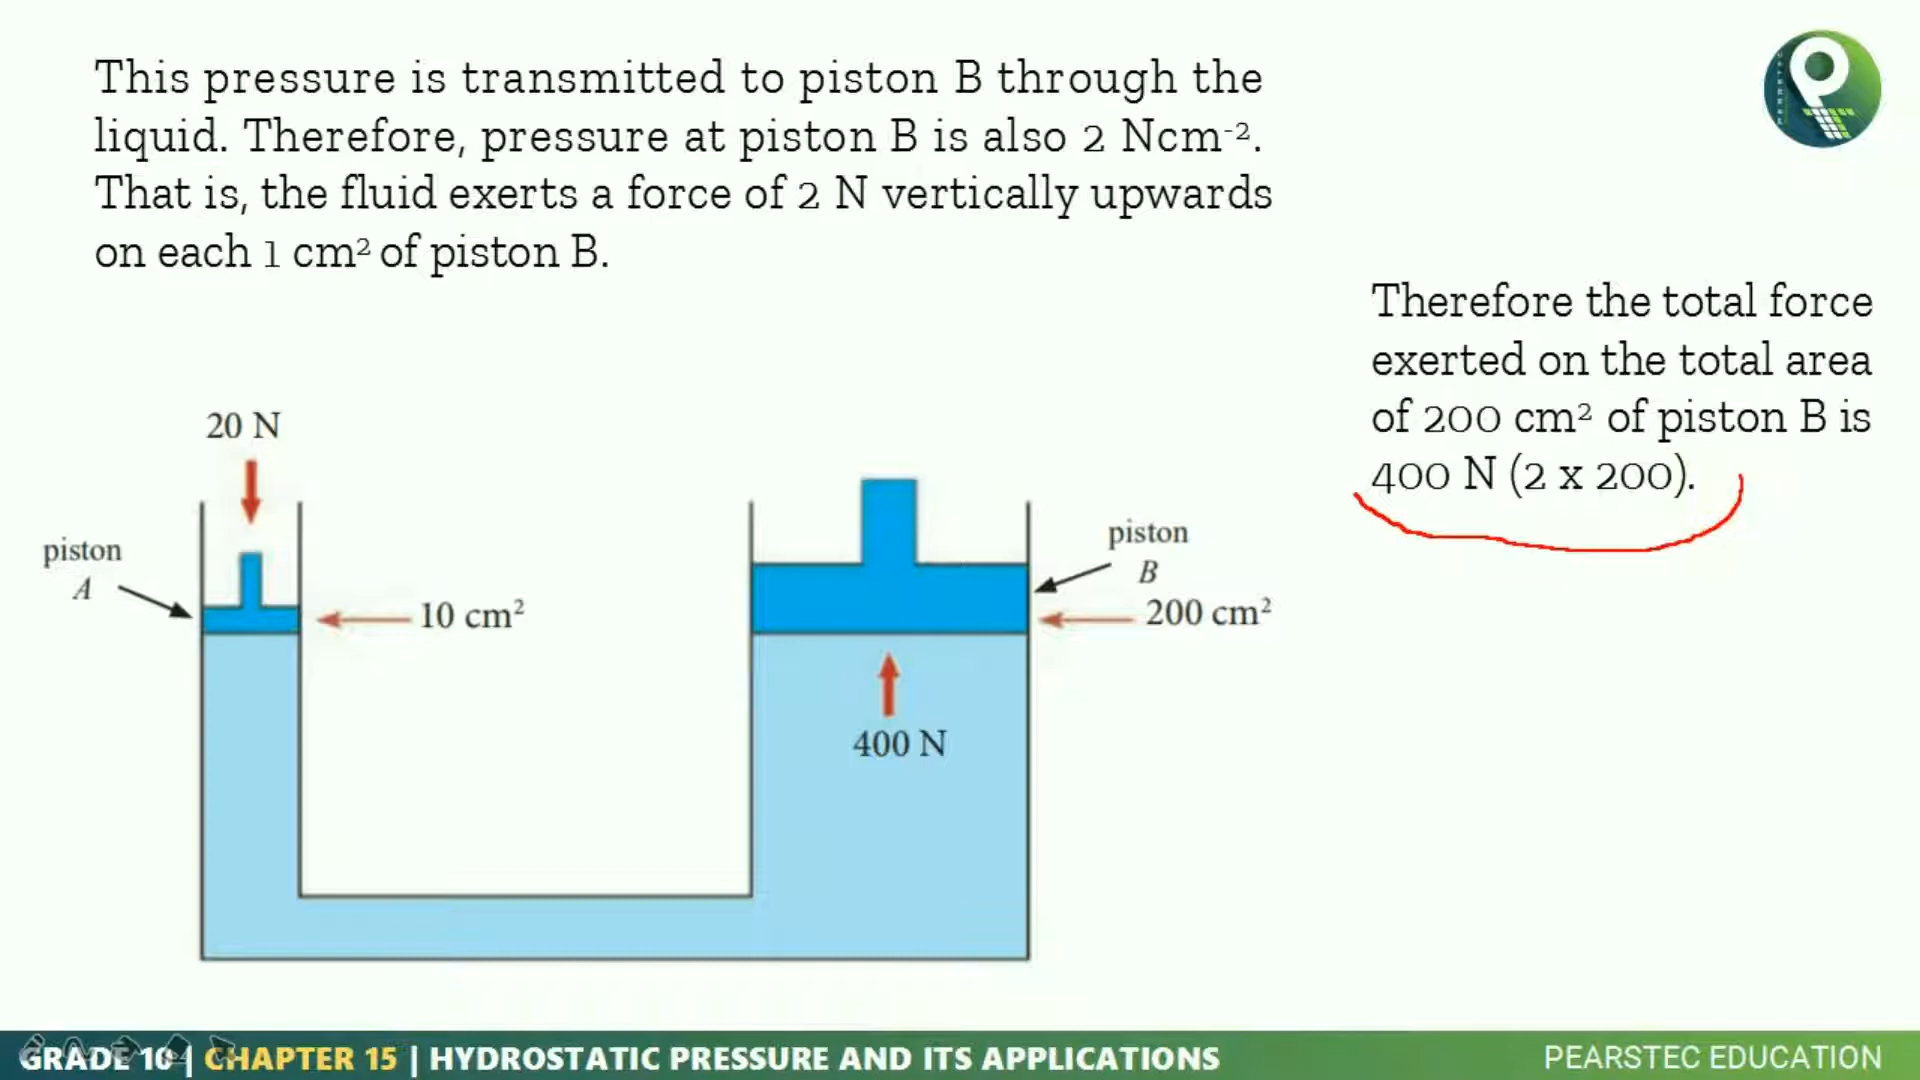 This pressure is transmitted to piston B through the
liquid. Therefore, pressure at piston B is also 2 Ncm⁻².
That is, the fluid exerts a force of 2 N vertically upwards
on each 1 cm² of piston B.
Therefore the total force
exerted on the total area
of 200 cm² of piston B is
400 N (2 x 200).
20 N
piston
A
10 cm²
piston
B
200 cm²
400 N
GRADE 10 | CHAPTER 15 | HYDROSTATIC PRESSURE AND ITS APPLICATIONS
PEARSTEC EDUCATION